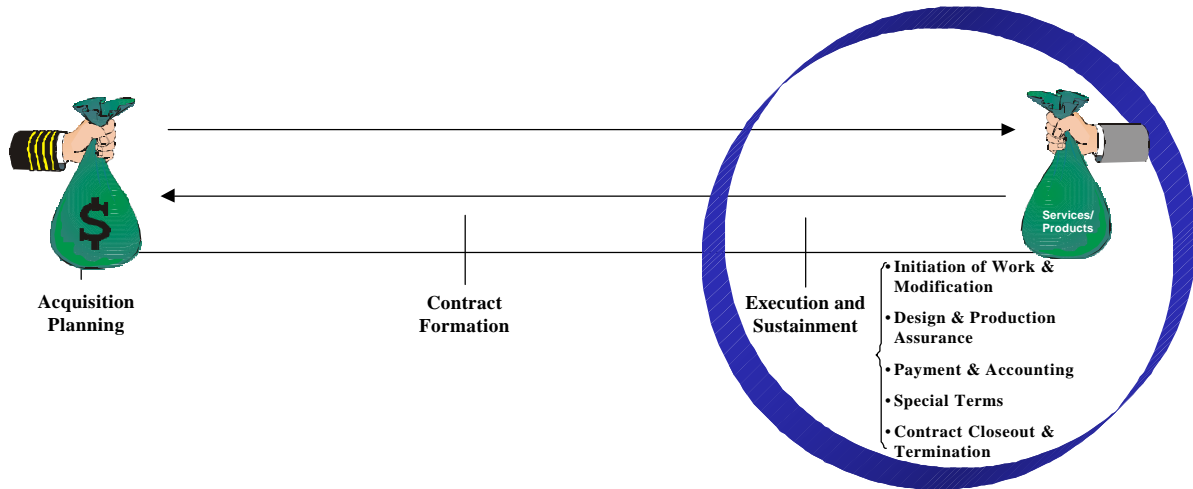 $
Services/
Products
Acquisition
Planning
Contract
Formation
Execution and
Sustainment
• Initiation of Work &
Modification
• Design & Production
Assurance
• Payment & Accounting
• Special Terms
• Contract Closeout &
Termination